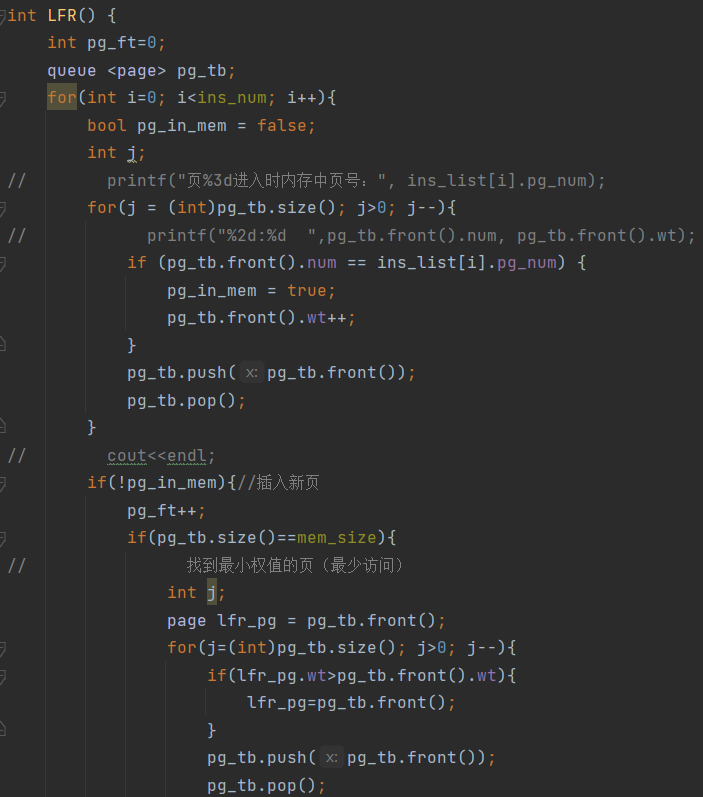 int LFR() {
    int pg_ft=0;
    queue <page> pg_tb;
    for(int i=0; i<ins_num; i++){
        bool pg_in_mem = false;
        int j;
//        printf("页%3d进入时内存中页号：", ins_list[i].pg_num);
        for(j = (int)pg_tb.size(); j>0; j--){
//            printf("%2d:%d  ",pg_tb.front().num, pg_tb.front().wt);
            if (pg_tb.front().num == ins_list[i].pg_num) {
                pg_in_mem = true;
                pg_tb.front().wt++;
            }
            pg_tb.push( x: pg_tb.front());
            pg_tb.pop();
        }
//        cout<<endl;
        if(!pg_in_mem){//插入新页
            pg_ft++;
            if(pg_tb.size()==mem_size){
//                找到最小权值的页（最少访问）
                int j;
                page lfr_pg = pg_tb.front();
                for(j=(int)pg_tb.size(); j>0; j--){
                    if(lfr_pg.wt>pg_tb.front().wt){
                        lfr_pg=pg_tb.front();
                    }
                    pg_tb.push( x: pg_tb.front());
                    pg_tb.pop();